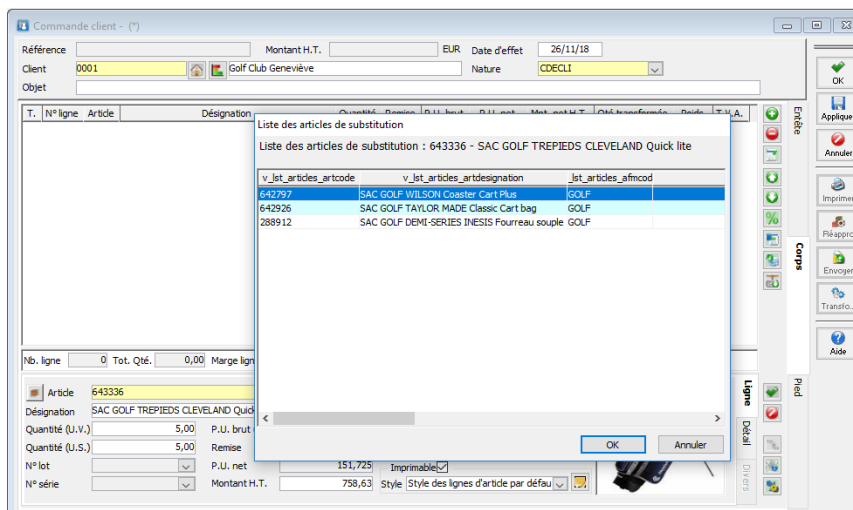 Commande client - (*)
Référence Montant H.T. EUR Date d'effet 26/11/18
Client 0001 Golf Club Geneviève Nature CDECLI
Objet
T. N° ligne Article Désignation Quantité Remise P.U. brut P.U. net Mnt. net H.T. Qté transformée Poids T.V.A.
Liste des articles de substitution
Liste des articles de substitution : 643336 - SAC GOLF TREPIEDS CLEVELAND Quick lite
v_lst_articles_artcode v_lst_articles_artdesignation _lst_articles_afmcod
642797 SAC GOLF WILSON Coaster Cart Plus GOLF
642926 SAC GOLF TAYLOR MADE Classic Cart bag GOLF
288912 SAC GOLF DEMI-SERIES INESIS Fourreau souple GOLF
OK Annuler
Nb. ligne 0 Tot. Qté. 0,00 Marge lign
Article 643336
Désignation SAC GOLF TREPIEDS CLEVELAND Quick
Quantité (U.V.) 5,00 P.U. brut
Quantité (U.S.) 5,00 Remise
N° lot P.U. net 151,725 Imprimable
N° série Montant H.T. 758,63 Style Style des lignes d'article par défau
Entête
Corps
Pied
Ligne
Détail
Divers
OK
Applique
Annuler
Imprimer
Réappro
Envoyer
Transfo..
Aide